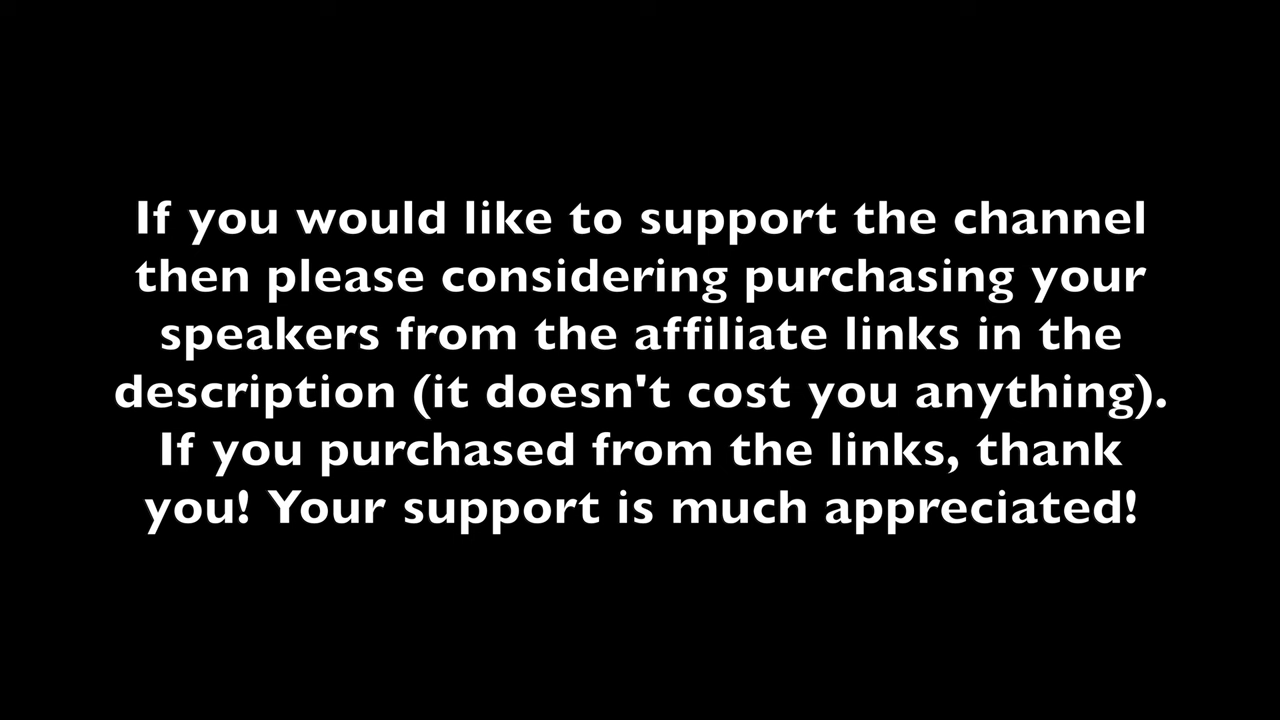 If you would like to support the channel
then please considering purchasing your
speakers from the affiliate links in the
description (it doesn't cost you anything).
If you purchased from the links, thank
you! Your support is much appreciated!